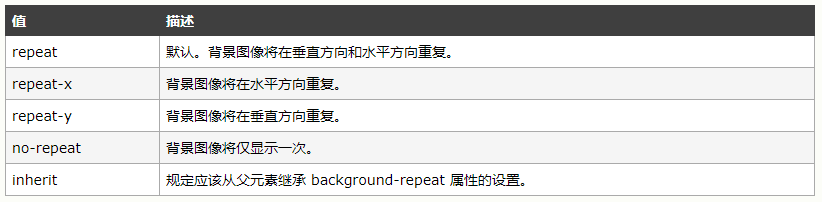 值 描述
repeat 默认。背景图像将在垂直方向和水平方向重复。
repeat-x 背景图像将在水平方向重复。
repeat-y 背景图像将在垂直方向重复。
no-repeat 背景图像将仅显示一次。
inherit 规定应该从父元素继承 background-repeat 属性的设置。